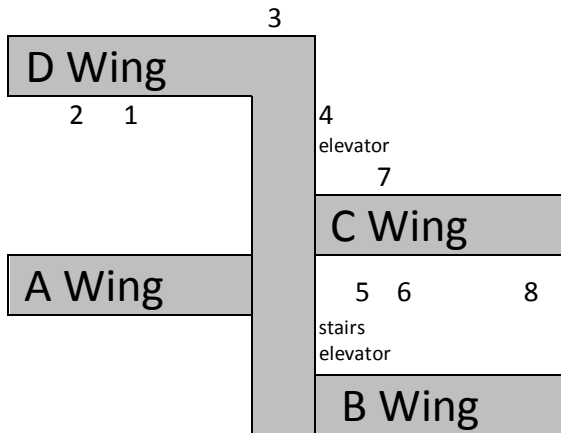 3
D Wing
2 1
4
elevator
7
C Wing
A Wing
5 6 8
stairs
elevator
B Wing